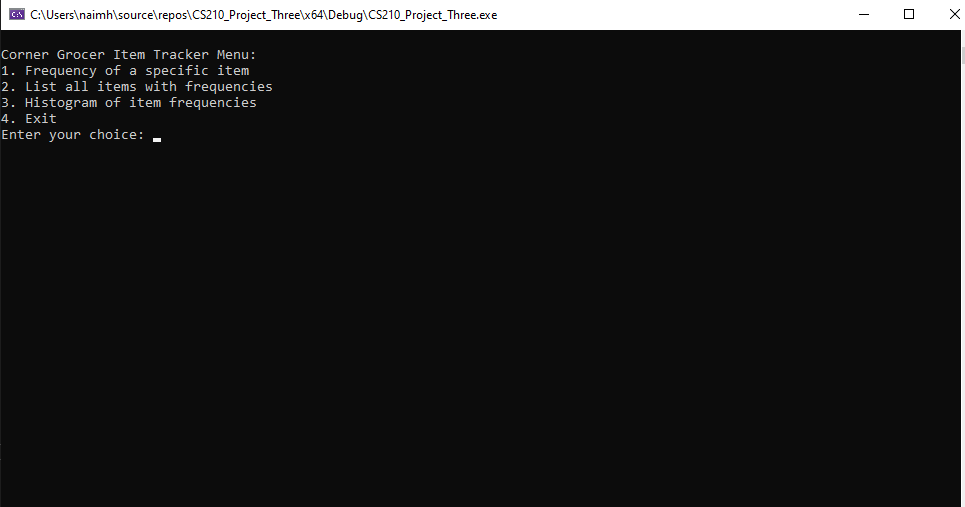 C:\Users\naimh\source\repos\CS210_Project_Three\x64\Debug\CS210_Project_Three.exe
Corner Grocer Item Tracker Menu:
1. Frequency of a specific item
2. List all items with frequencies
3. Histogram of item frequencies
4. Exit
Enter your choice: